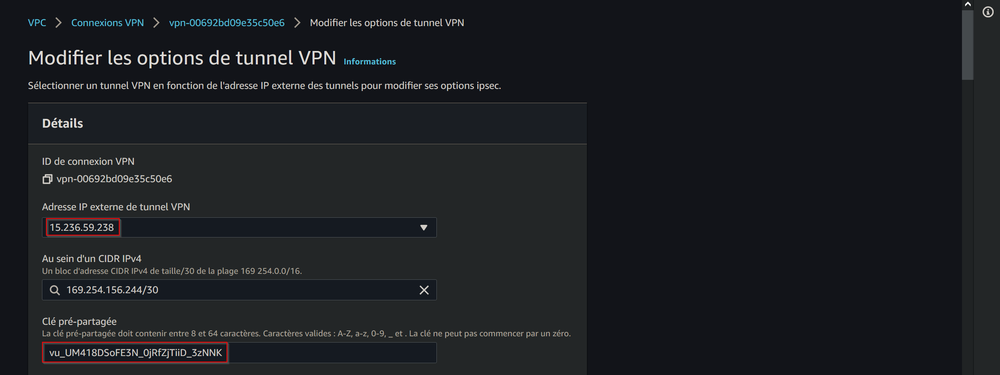 VPC > Connexions VPN > vpn-00692bd09e35c50e6 > Modifier les options de tunnel VPN
Modifier les options de tunnel VPN Informations
Sélectionner un tunnel VPN en fonction de l'adresse IP externe des tunnels pour modifier ses options ipsec.
Détails
ID de connexion VPN
vpn-00692bd09e35c50e6
Adresse IP externe de tunnel VPN
15.236.59.238
Au sein d'un CIDR IPv4
Un bloc d'adresse CIDR IPv4 de taille/30 de la plage 169 254.0.0/16.
169.254.156.244/30
Clé pré-partagée
La clé pré-partagée doit contenir entre 8 et 64 caractères. Caractères valides : A-Z, a-z, 0-9, _ et . La clé ne peut pas commencer par un zéro.
vu_UM418DSoFE3N_0jRfZjTiiD_3zNNK